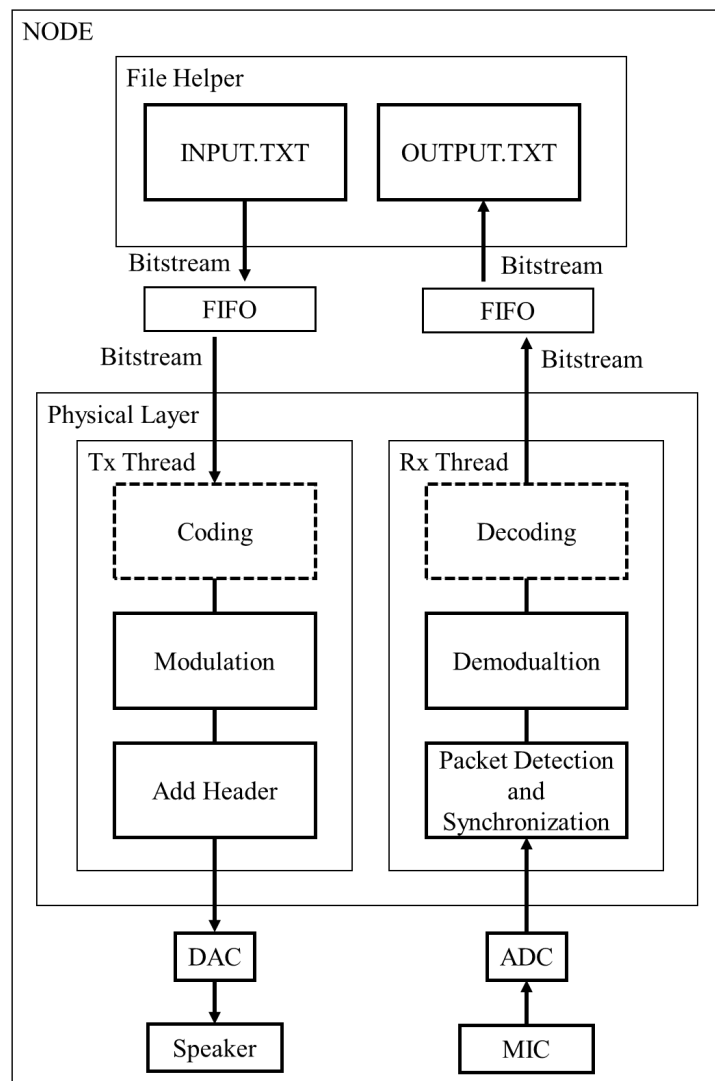 NODE
File Helper
INPUT.TXT
OUTPUT.TXT
Bitstream
Bitstream
FIFO
FIFO
Bitstream
Bitstream
Physical Layer
Tx Thread
Rx Thread
Coding
Decoding
Modulation
Demodualtion
Add Header
Packet Detection
and
Synchronization
DAC
ADC
Speaker
MIC